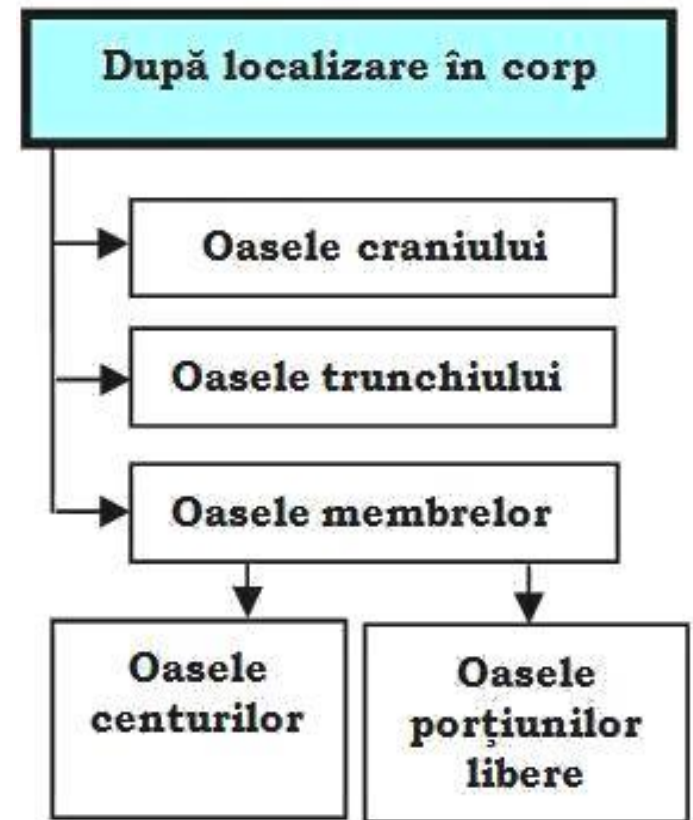 După localizare în corp
Oasele craniului
Oasele trunchiului
Oasele membrelor
Oasele
centurilor
Oasele
porțiunilor
libere